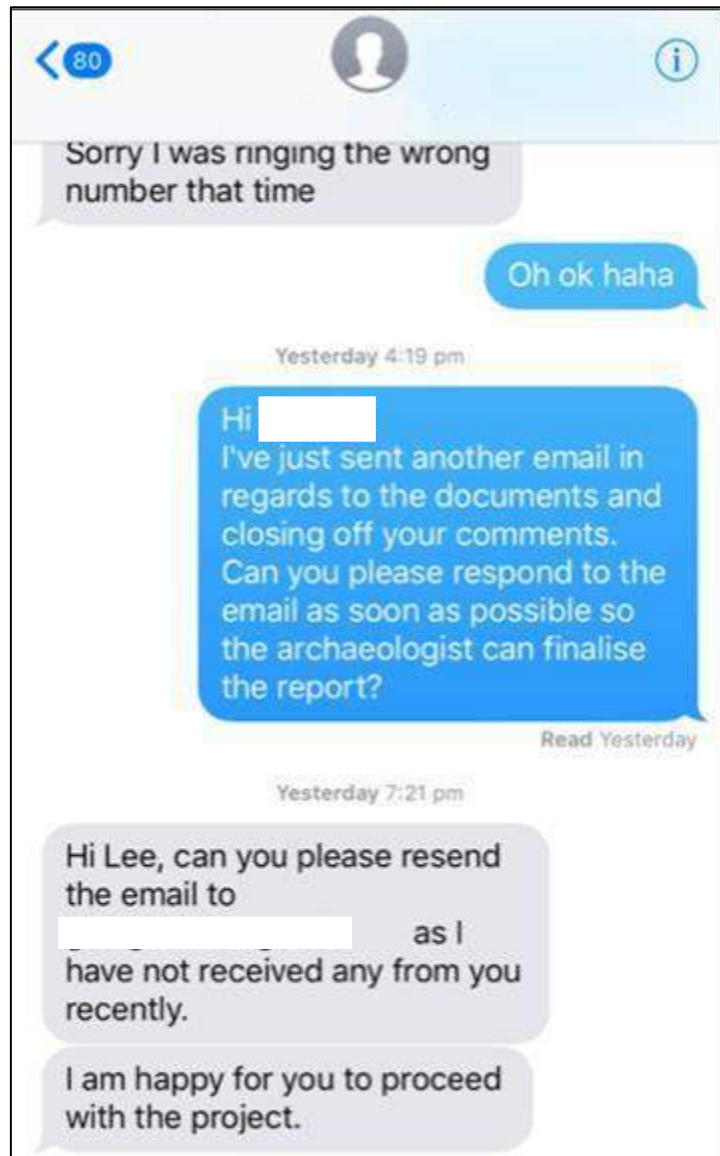 80
i
Sorry I was ringing the wrong
number that time
Oh ok haha
Yesterday 4:19 pm
Hi
I've just sent another email in
regards to the documents and
closing off your comments.
Can you please respond to the
email as soon as possible so
the archaeologist can finalise
the report?
Read Yesterday
Yesterday 7:21 pm
Hi Lee, can you please resend
the email to
as I
have not received any from you
recently.
I am happy for you to proceed
with the project.